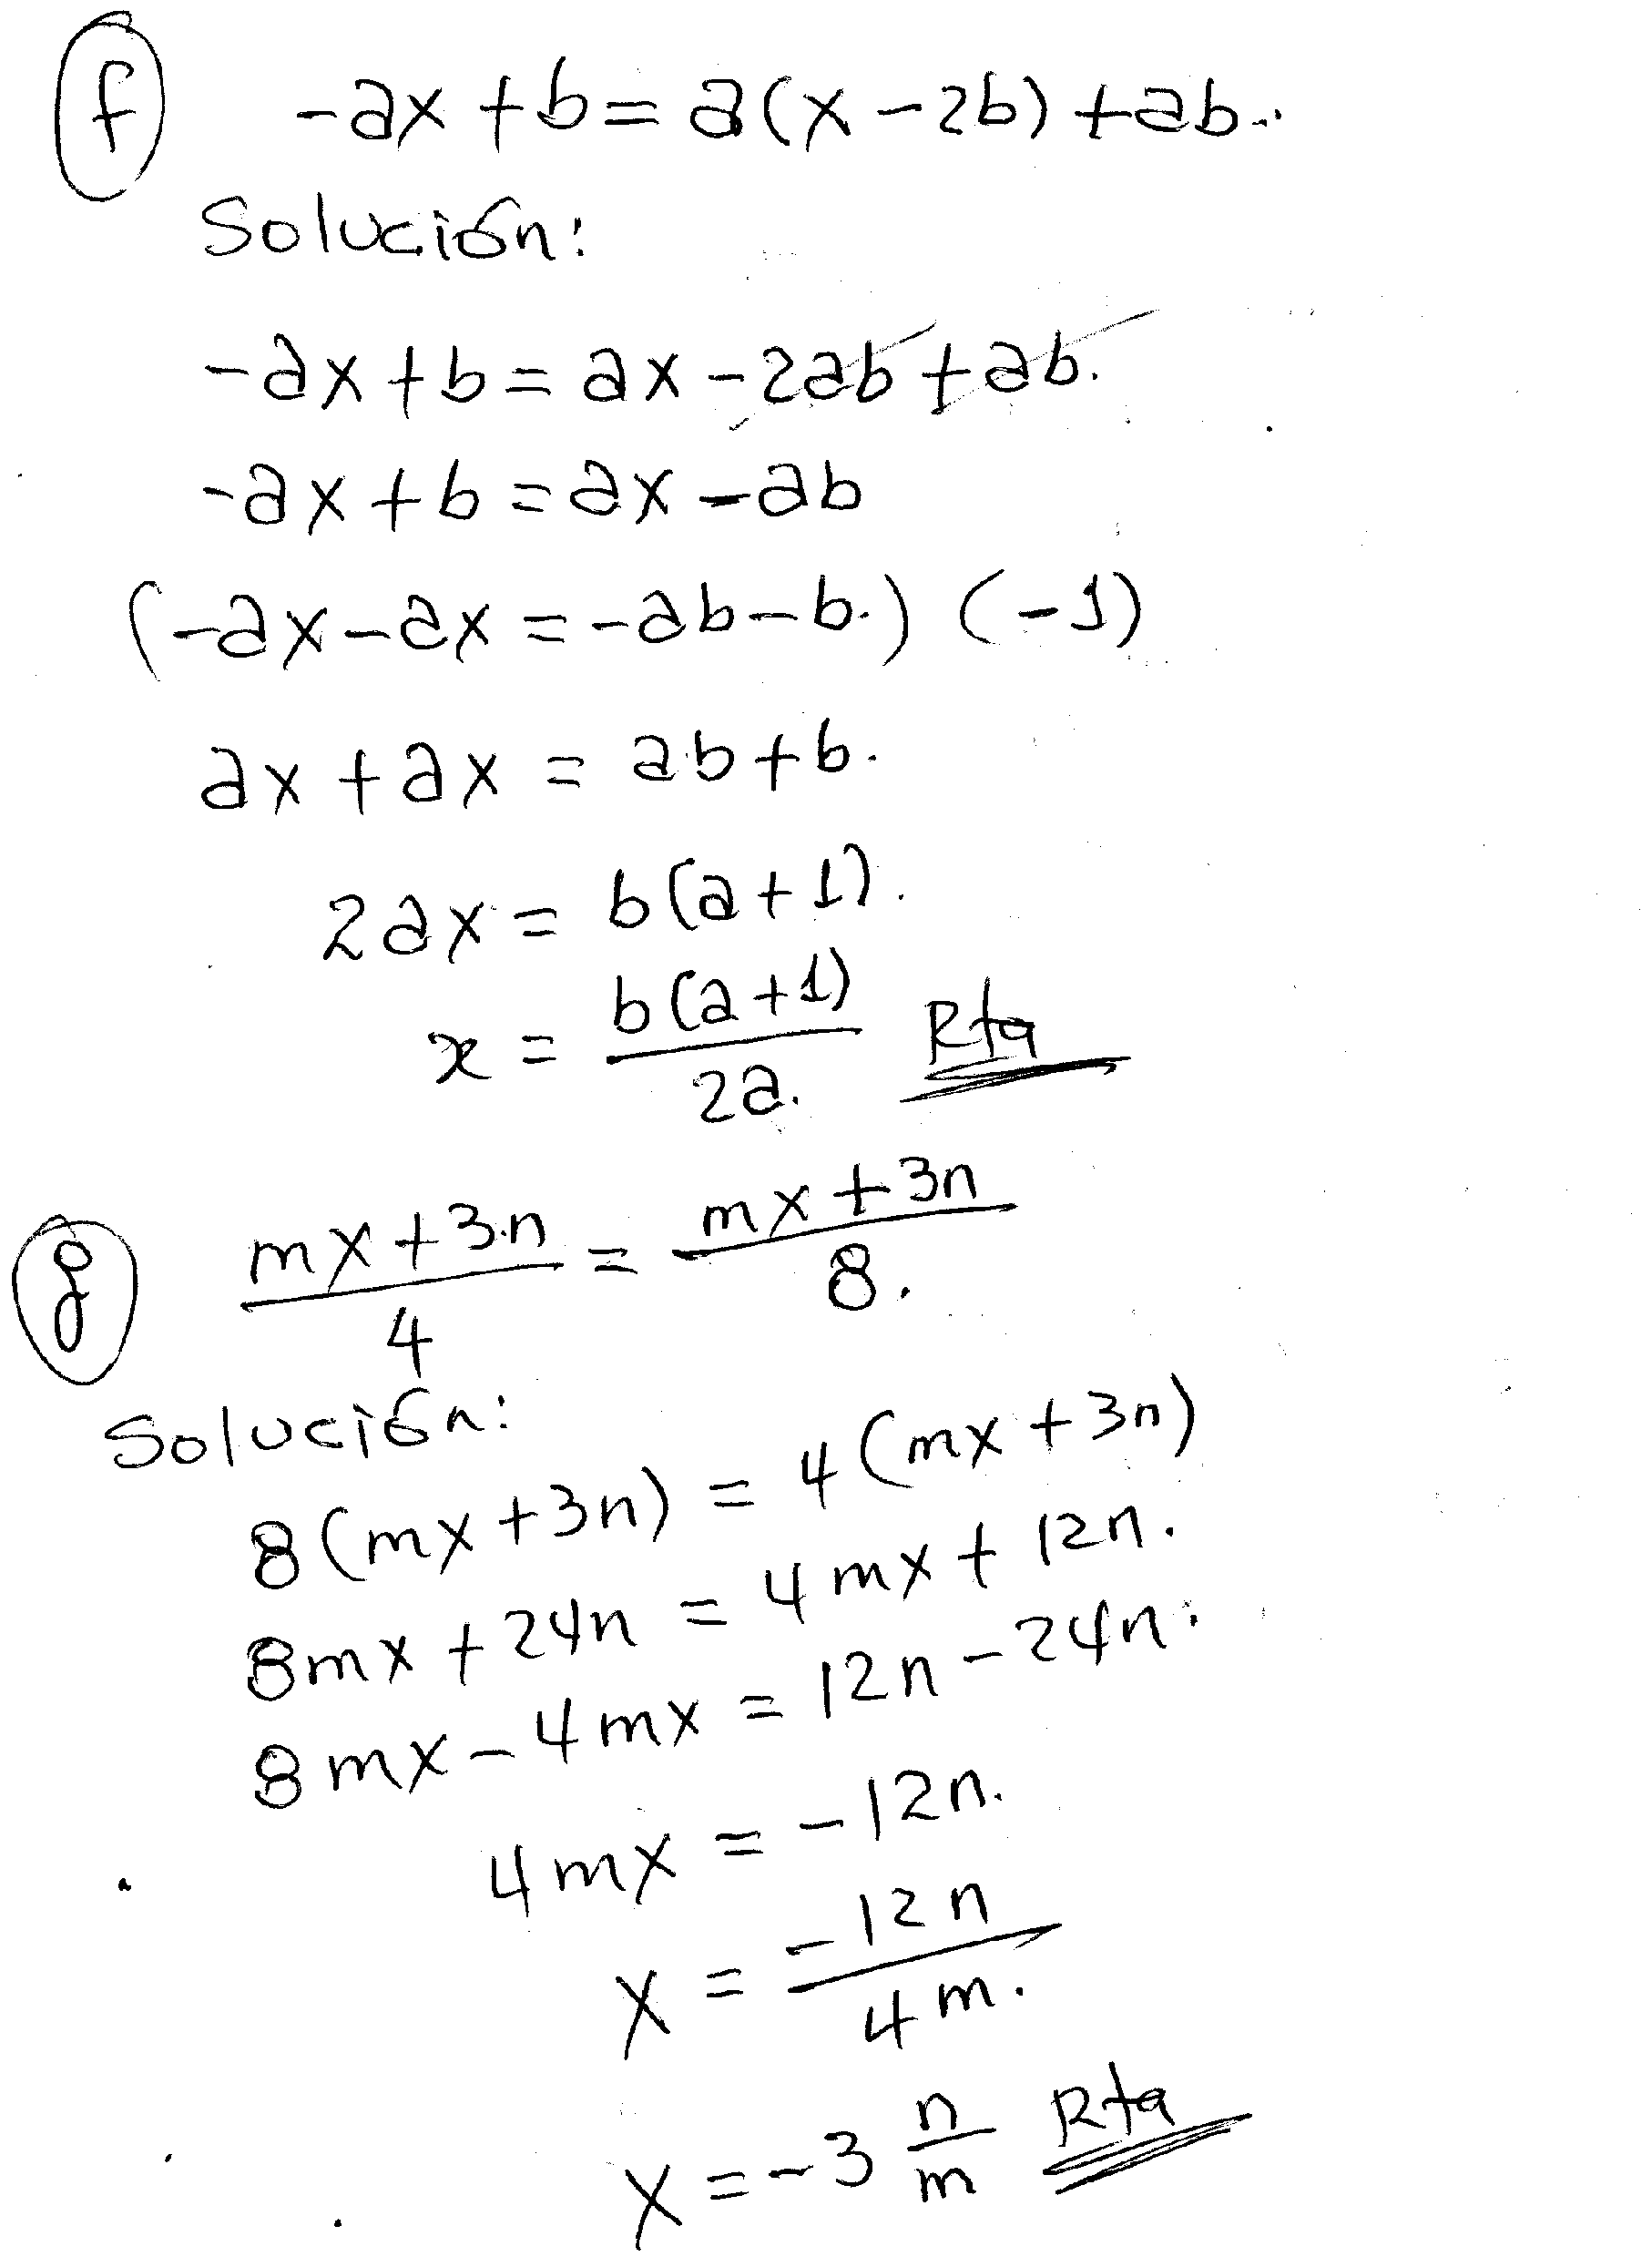 f -ax + b = a(x - 2b) + ab.
Solución:
-ax + b = ax - 2ab + ab.
-ax + b = ax - ab
(-ax - ax = -ab - b.) (-1)
ax + ax = ab + b.
2ax = b(a + 1).
x = b(a + 1) / 2a. Rta
g (mx + 3n) / 4 = (mx + 3n) / 8.
Solución:
8(mx + 3n) = 4(mx + 3n)
8mx + 24n = 4mx + 12n.
8mx - 4mx = 12n - 24n.
4mx = -12n.
x = -12n / 4m.
x = -3 n/m Rta